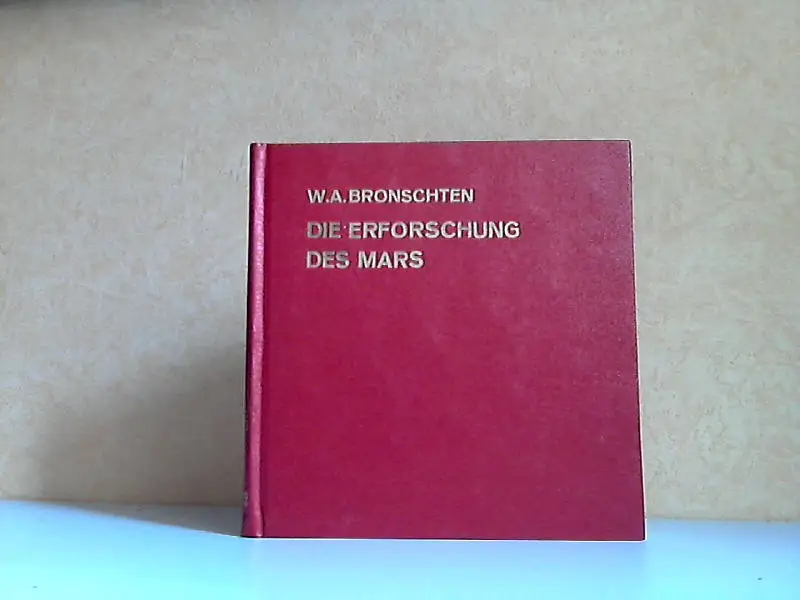 W.A.BRONSCHTEN
DIE ERFORSCHUNG
DES MARS